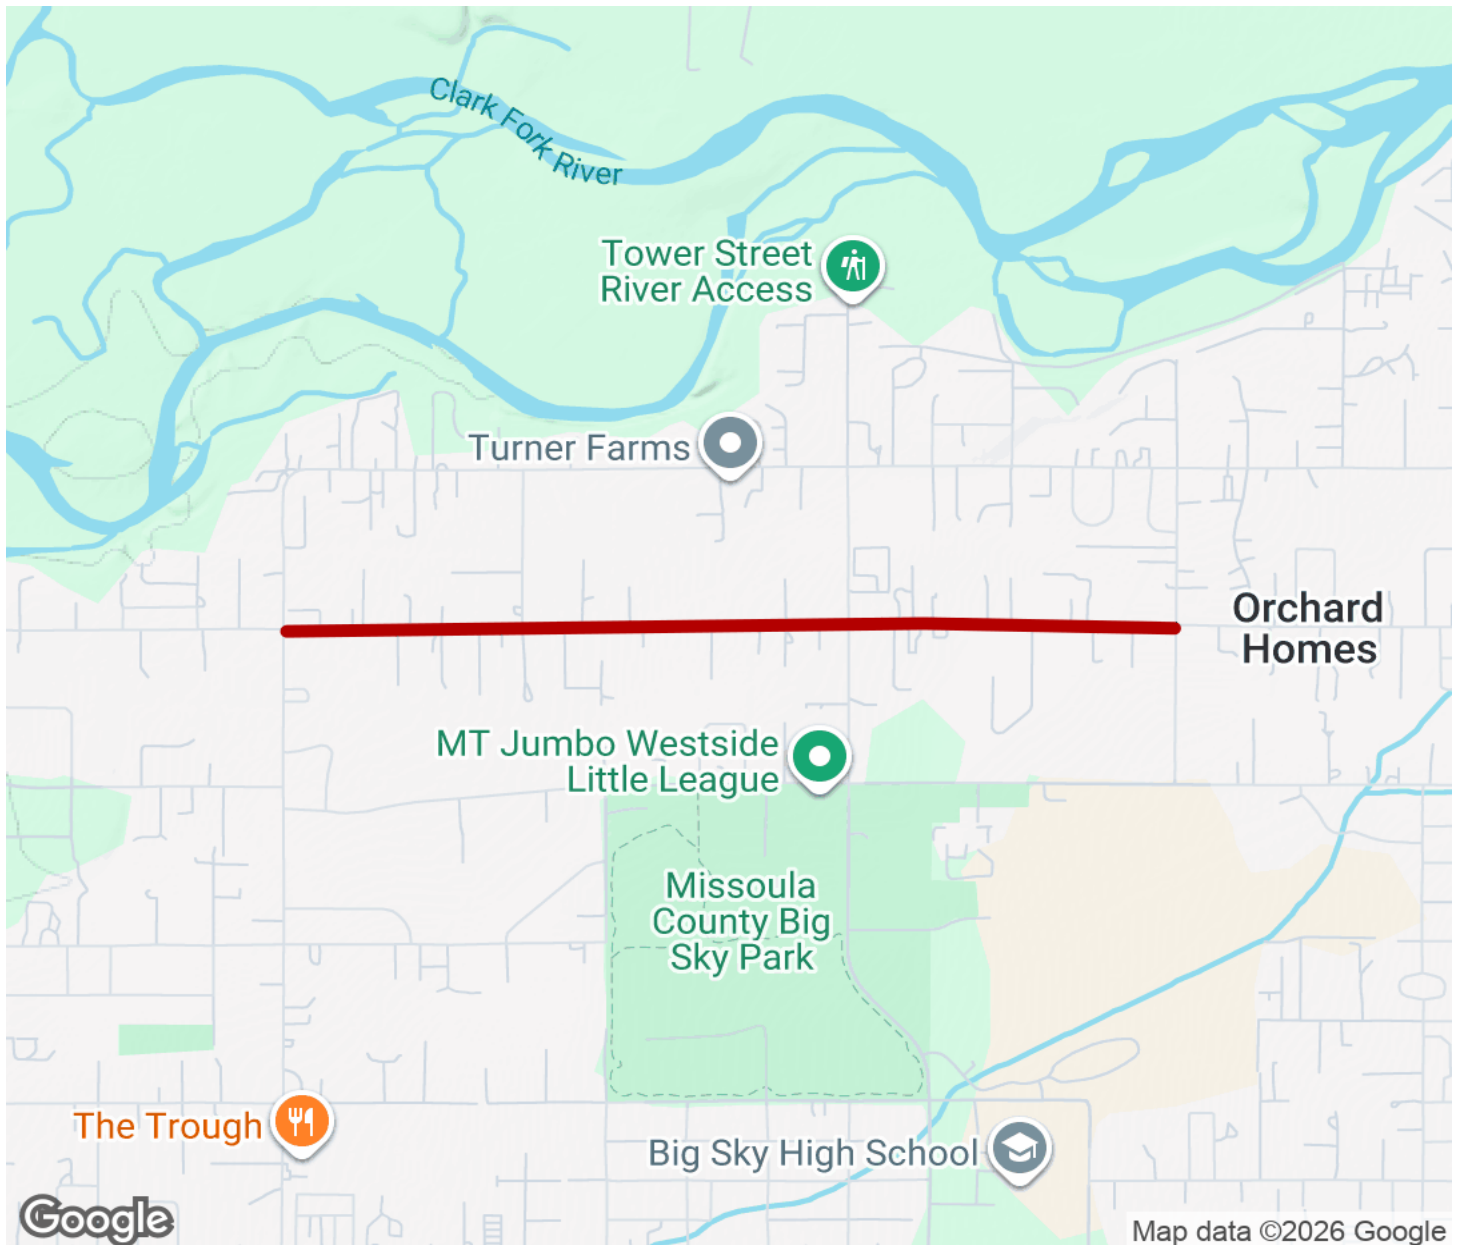 Clark Fork River
Tower Street
River Access
Turner Farms
Orchard
Homes
MT Jumbo Westside
Little League
Missoula
County Big
Sky Park
The Trough
Big Sky High School
Google
Map data ©2026 Google